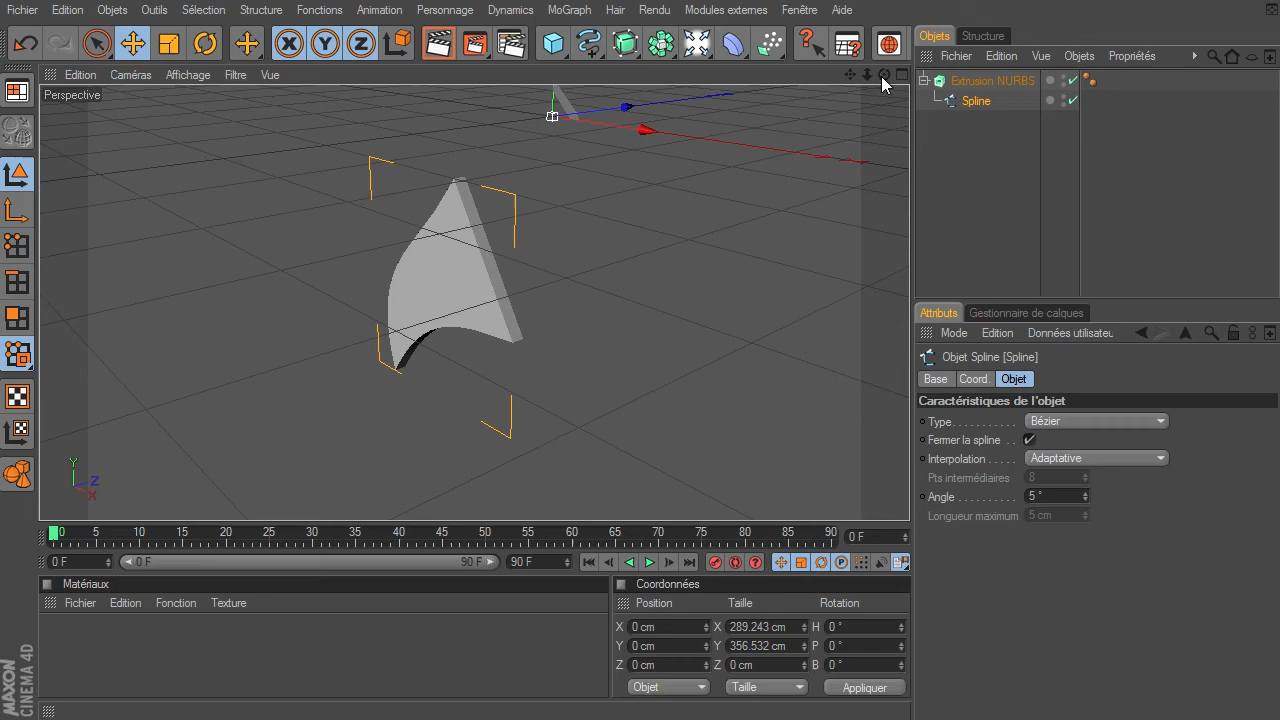 Fichier Edition Objets Outils Sélection Structure Fonctions Animation Personnage Dynamics MoGraph Hair Rendu Modules externes Fenêtre Aide
Objets Structure
Fichier Edition Vue Objets Propriétés
Extrusion NURBS
Spline
Edition Caméras Affichage Filtre Vue
Perspective
Y
Z
X
Attributs Gestionnaire de calques
Mode Edition Données utilisateu
Objet Spline [Spline]
Base Coord. Objet
Caractéristiques de l'objet
Type Bézier
Fermer la spline
Interpolation Adaptative
Pts intermédiaires 8
Angle 5 °
Longueur maximum 5 cm
0 5 10 15 20 25 30 35 40 45 50 55 60 65 70 75 80 85 90 0 F
0 F 0 F 90 F 90 F
Matériaux
Fichier Edition Fonction Texture
Coordonnées
Position Taille Rotation
X 0 cm X 289.243 cm H 0 °
Y 0 cm Y 356.532 cm P 0 °
Z 0 cm Z 0 cm B 0 °
Objet Taille Appliquer
MAXON
CINEMA 4D